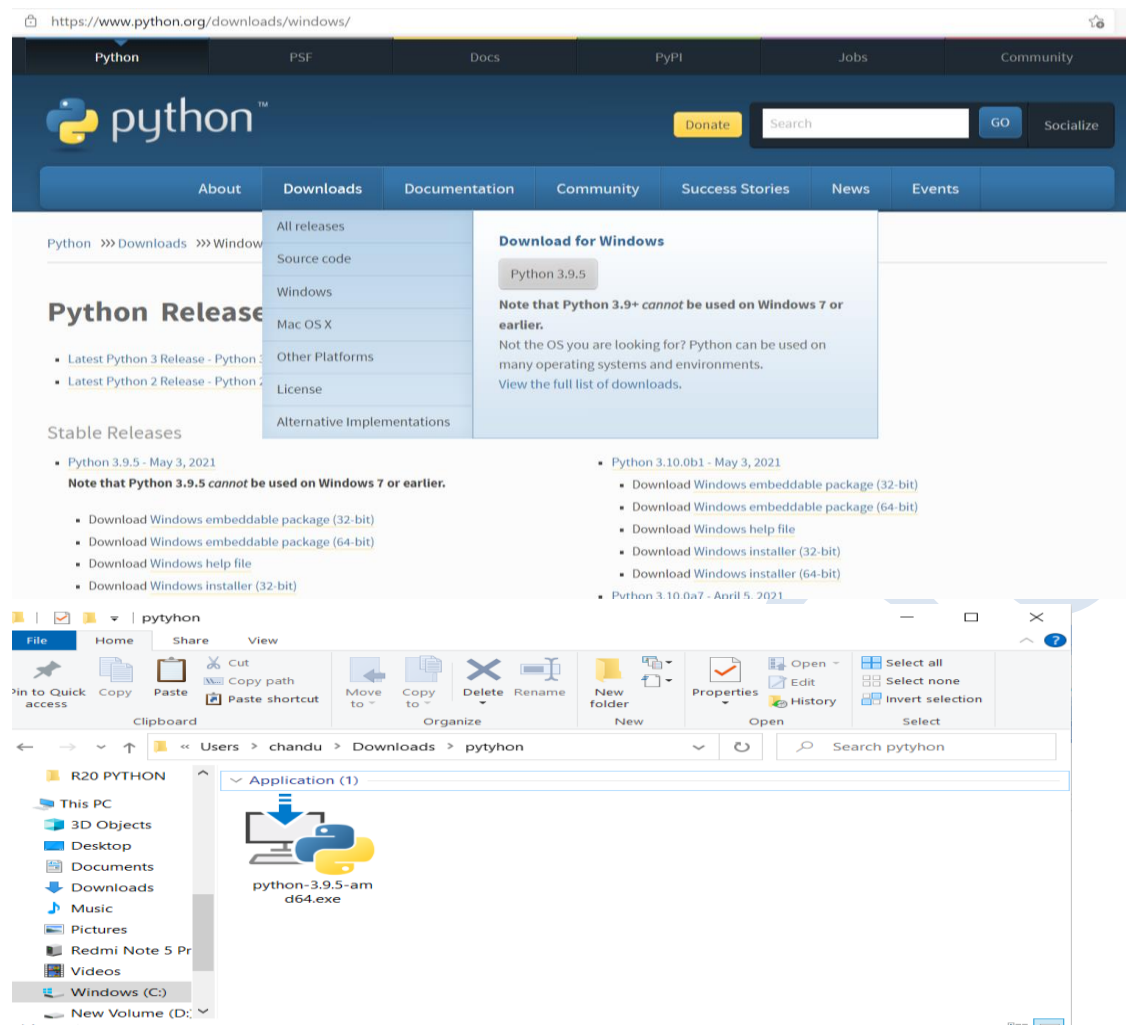 https://www.python.org/downloads/windows/
Python PSF Docs PyPI Jobs Community
python™ Donate Search GO Socialize
About Downloads Documentation Community Success Stories News Events
Python >>> Downloads >>> Window
All releases
Source code
Windows
Mac OS X
Other Platforms
License
Alternative Implementations
Download for Windows
Python 3.9.5
Note that Python 3.9+ cannot be used on Windows 7 or
earlier.
Not the OS you are looking for? Python can be used on
many operating systems and environments.
View the full list of downloads.
Python Release
Latest Python 3 Release - Python 3
Latest Python 2 Release - Python 2
Stable Releases
Python 3.9.5 - May 3, 2021
Note that Python 3.9.5 cannot be used on Windows 7 or earlier.
Download Windows embeddable package (32-bit)
Download Windows embeddable package (64-bit)
Download Windows help file
Download Windows installer (32-bit)
Python 3.10.0b1 - May 3, 2021
Download Windows embeddable package (32-bit)
Download Windows embeddable package (64-bit)
Download Windows help file
Download Windows installer (32-bit)
Download Windows installer (64-bit)
Python 3.10.0a7 - April 5, 2021
pytyhon
File Home Share View
Pin to Quick
access
Copy
Paste
Cut
Copy path
Paste shortcut
Clipboard
Move
to
Copy
to
Delete
Rename
Organize
New
folder
New
Properties
Open
Edit
History
Open
Select all
Select none
Invert selection
Select
« Users > chandu > Downloads > pytyhon
Search pytyhon
R20 PYTHON
This PC
3D Objects
Desktop
Documents
Downloads
Music
Pictures
Redmi Note 5 Pr
Videos
Windows (C:)
New Volume (D:
Application (1)
python-3.9.5-am
d64.exe